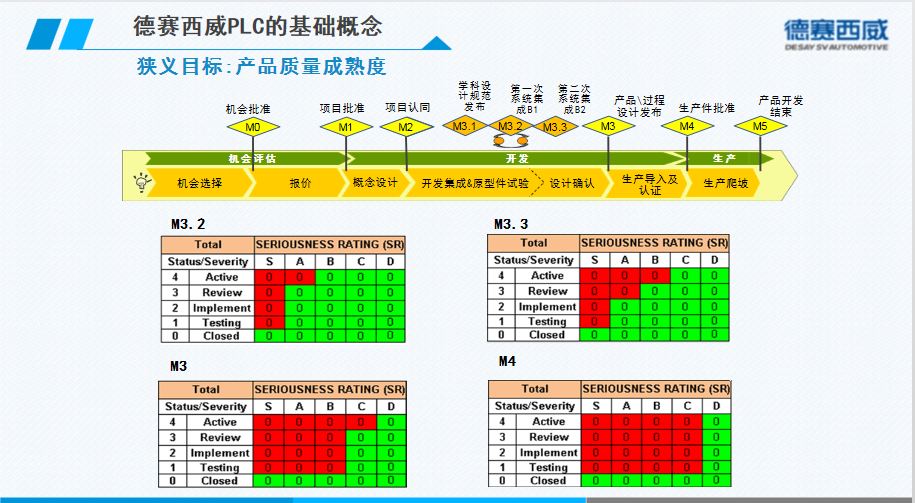 德赛西威PLC的基础概念
德赛西威
DESAY SV AUTOMOTIVE
狭义目标:产品质量成熟度
机会批准
项目批准
项目认同
学科设
计规范
发布
第一次
系统集
成B1
第二次
系统集
成B2
产品\过程
设计发布
生产件批准
产品开发
结束
M0
M1
M2
M3.1
M3.2
M3.3
M3
M4
M5
机会评估
开发
生产
机会选择
报价
概念设计
开发集成&原型件试验
设计确认
生产导入及
认证
生产爬坡
M3.2
Total SERIOUSNESS RATING (SR)
Status/Severity S A B C D
4 Active 0 0 0 0 0
3 Review 0 0 0 0 0
2 Implement 0 0 0 0 0
1 Testing 0 0 0 0 0
0 Closed 0 0 0 0 0
M3.3
Total SERIOUSNESS RATING (SR)
Status/Severity S A B C D
4 Active 0 0 0 0 0
3 Review 0 0 0 0 0
2 Implement 0 0 0 0 0
1 Testing 0 0 0 0 0
0 Closed 0 0 0 0 0
M3
Total SERIOUSNESS RATING (SR)
Status/Severity S A B C D
4 Active 0 0 0 0 0
3 Review 0 0 0 0 0
2 Implement 0 0 0 0 0
1 Testing 0 0 0 0 0
0 Closed 0 0 0 0 0
M4
Total SERIOUSNESS RATING (SR)
Status/Severity S A B C D
4 Active 0 0 0 0 0
3 Review 0 0 0 0 0
2 Implement 0 0 0 0 0
1 Testing 0 0 0 0 0
0 Closed 0 0 0 0 0